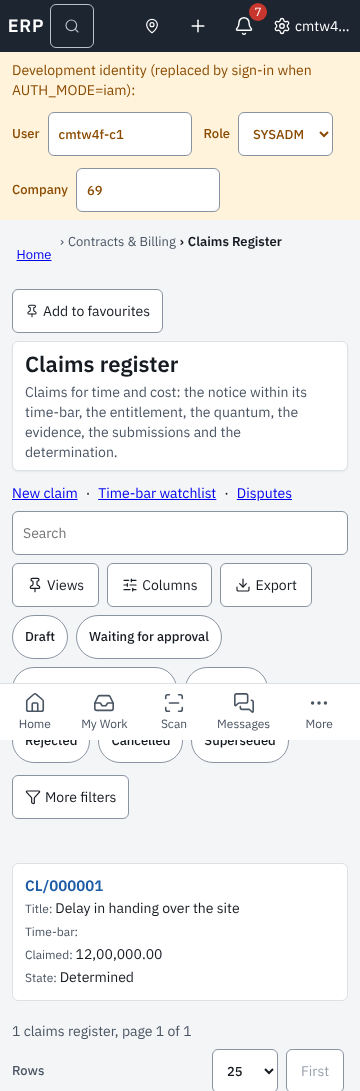 ERP
7
cmtw4...
Development identity (replaced by sign-in when
AUTH_MODE=iam):
User cmtw4f-c1 Role SYSADM
Company 69
Home › Contracts & Billing › Claims Register
Add to favourites
Claims register
Claims for time and cost: the notice within its
time-bar, the entitlement, the quantum, the
evidence, the submissions and the
determination.
New claim · Time-bar watchlist · Disputes
Search
Views Columns Export
Draft Waiting for approval
Home My Work Scan Messages More
Rejected Cancelled Superseded
More filters
CL/000001
Title: Delay in handing over the site
Time-bar:
Claimed: 12,00,000.00
State: Determined
1 claims register, page 1 of 1
Rows 25 First